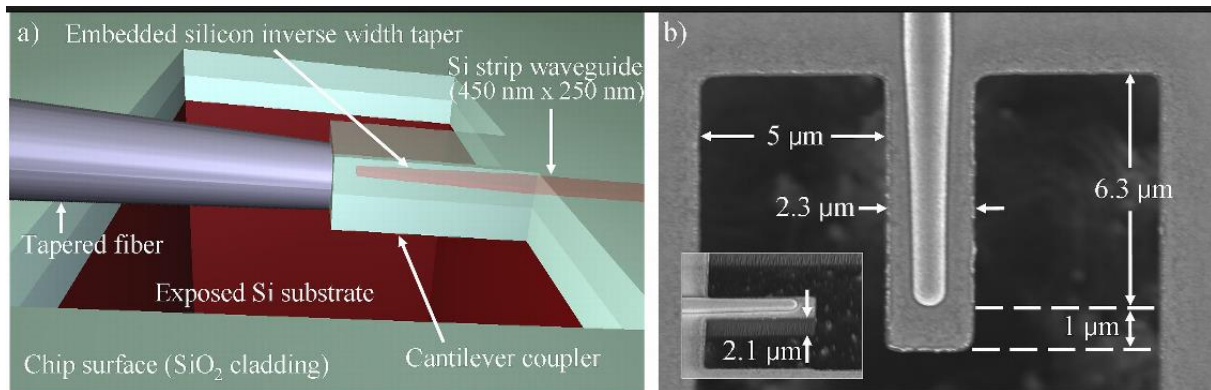 a)
Embedded silicon inverse width taper
Si strip waveguide
(450 nm x 250 nm)
Tapered fiber
Exposed Si substrate
Chip surface (SiO₂ cladding)
Cantilever coupler
b)
5 µm
2.3 µm
6.3 µm
1 µm
2.1 µm